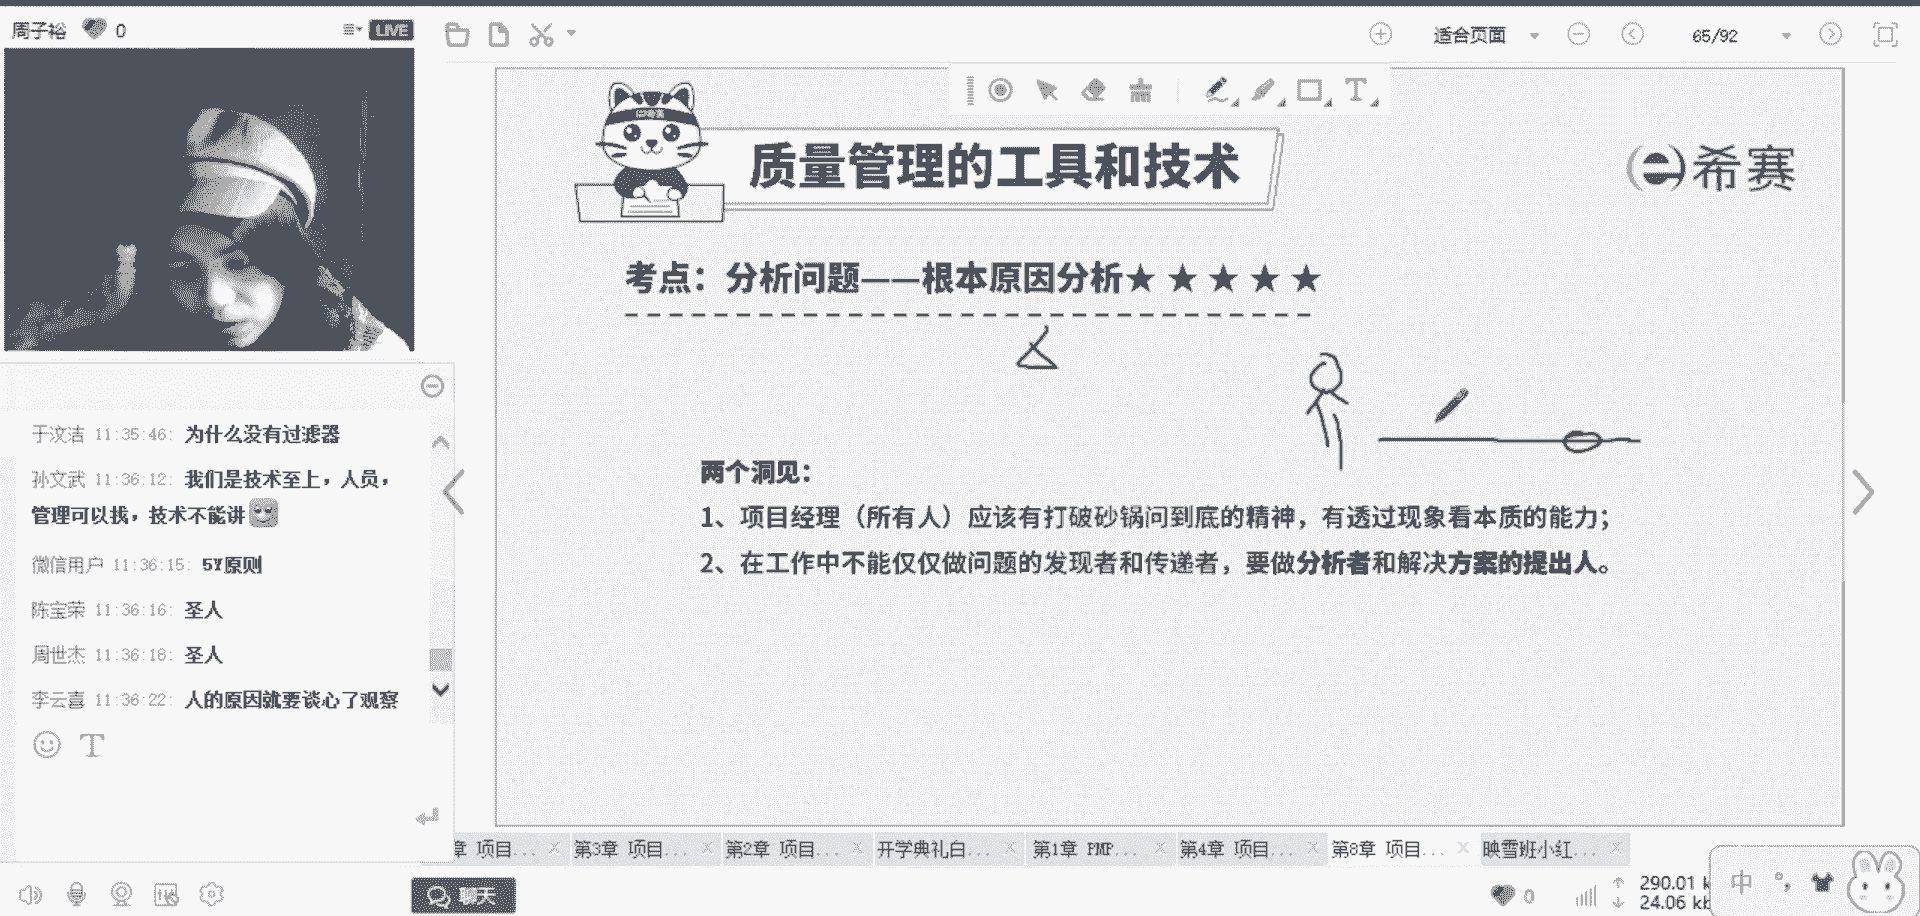 周子裕 0
LIVE
适合页面
65/92
质量管理的工具和技术
希赛
考点：分析问题——根本原因分析★★★★★
人
两个洞见：
1、项目经理（所有人）应该有打破砂锅问到底的精神，有透过现象看本质的能力；
2、在工作中不能仅仅做问题的发现者和传递者，要做分析者和解决方案的提出人。
于汶洁 11:35:46: 为什么没有过滤器
孙文武 11:36:12: 我们是技术至上，人员，
管理可以找，技术不能讲
微信用户 11:36:15: 5Y原则
陈宝荣 11:36:16: 圣人
周世杰 11:36:18: 圣人
李云喜 11:36:22: 人的原因就要谈心了观察
T
章 项目... 第3章 项目... 第2章 项目... 开学典礼白... 第1章 PMP... 第4章 项目... 第8章 项目... 映雪班小红...
聊天
0
290.01 k
24.06 kb
中